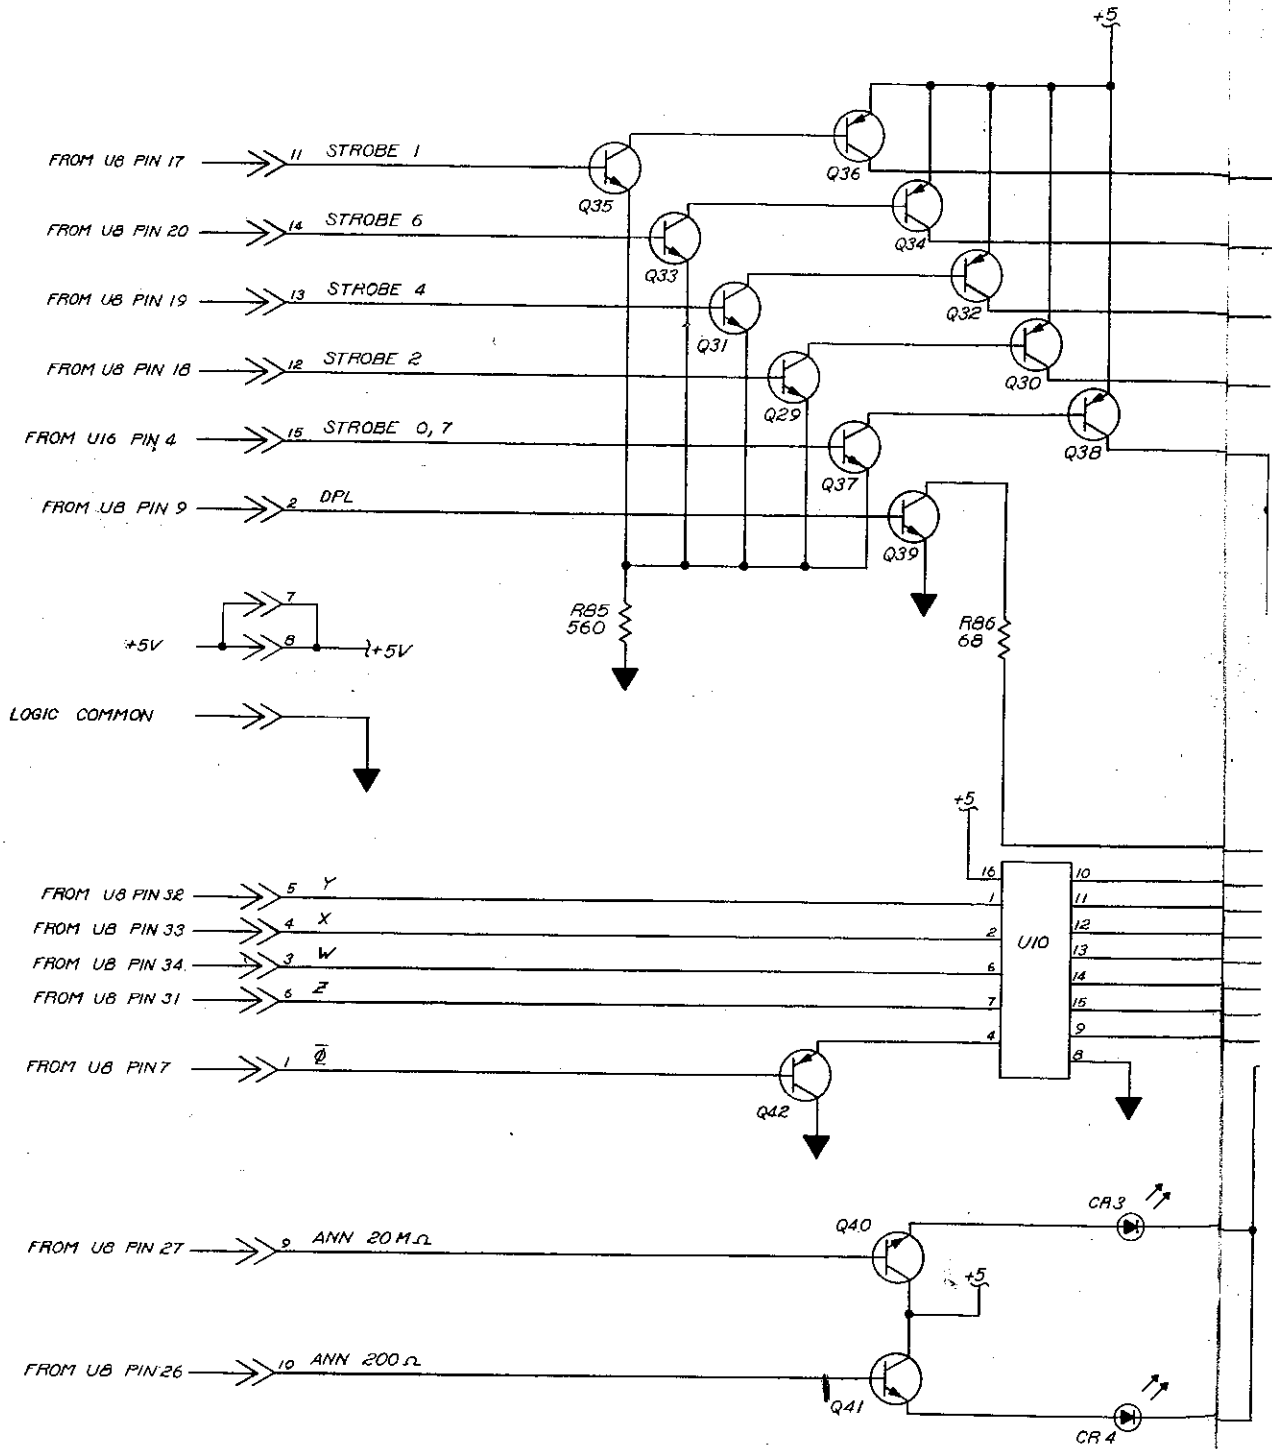 +5
FROM U8 PIN 17 11 STROBE 1
Q35 Q36
FROM U8 PIN 20 14 STROBE 6
Q33 Q34
FROM U8 PIN 19 13 STROBE 4
Q31 Q32
FROM U8 PIN 18 12 STROBE 2
Q29 Q30
FROM U16 PIN 4 15 STROBE 0,7
Q37 Q38
FROM U8 PIN 9 2 DPL
Q39
7
+5V 8 +5V
R85
560
R86
68
LOGIC COMMON
+5
16 10
FROM U8 PIN 32 5 Y 1 11
FROM U8 PIN 33 4 X 2 12
U10
FROM U8 PIN 34 3 W 6 13
14
FROM U8 PIN 31 6 Z 7 15
4 9
FROM U8 PIN 7 1 Φ̅ 8
Q42
CR3
FROM U8 PIN 27 9 ANN 20MΩ Q40
+5
FROM U8 PIN 26 10 ANN 200Ω
Q41
CR4